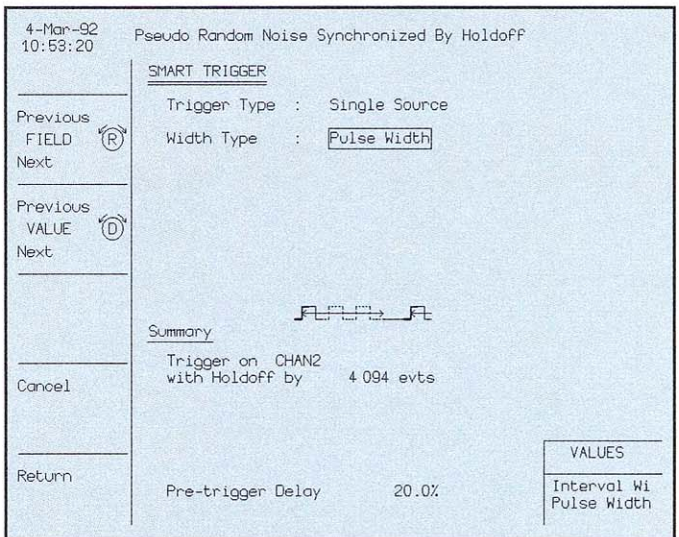 4-Mar-92
10:53:20
Pseudo Random Noise Synchronized By Holdoff
SMART TRIGGER
Trigger Type : Single Source
Width Type : Pulse Width
Previous
FIELD R
Next
Previous
VALUE D
Next
Summary
Trigger on CHAN2
with Holdoff by 4 094 evts
Cancel
Return
Pre-trigger Delay 20.0%
VALUES
Interval Wi
Pulse Width